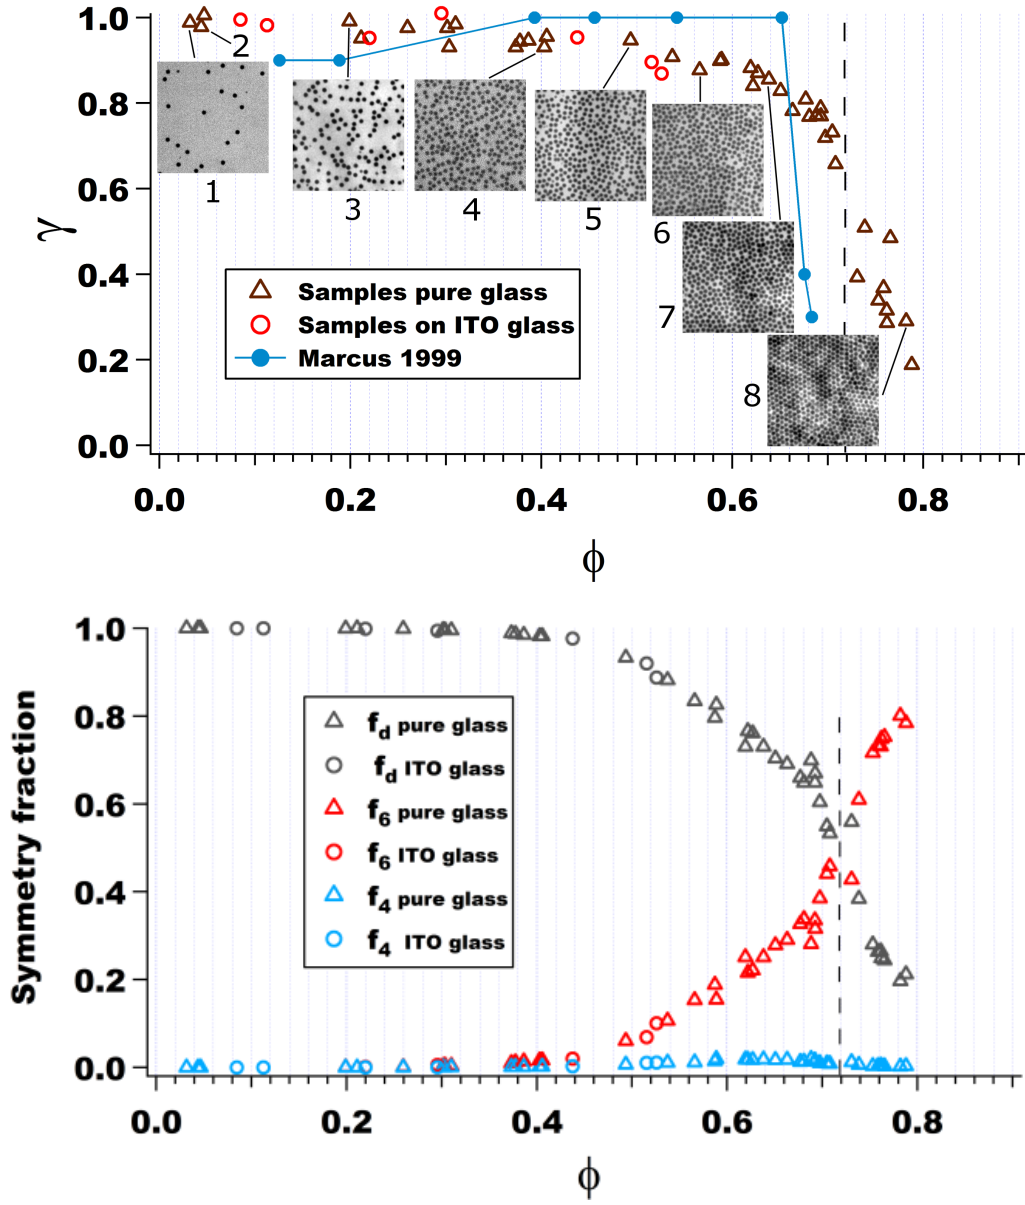 1.0
0.8
0.6
0.4
0.2
0.0
γ
2
1
3
4
5
6
7
8
Samples pure glass
Samples on ITO glass
Marcus 1999
0.0 0.2 0.4 0.6 0.8
ϕ
1.0
0.8
0.6
0.4
0.2
0.0
Symmetry fraction
fd pure glass
fd ITO glass
f6 pure glass
f6 ITO glass
f4 pure glass
f4 ITO glass
0.0 0.2 0.4 0.6 0.8
ϕ